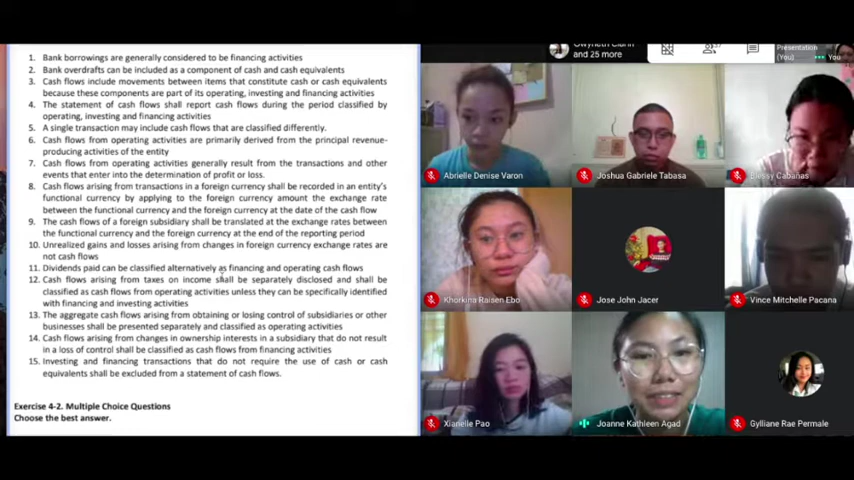 1. Bank borrowings are generally considered to be financing activities
2. Bank overdrafts can be included as a component of cash and cash equivalents
3. Cash flows include movements between items that constitute cash or cash equivalents
because these components are part of its operating, investing and financing activities
4. The statement of cash flows shall report cash flows during the period classified by
operating, investing and financing activities
5. A single transaction may include cash flows that are classified differently.
6. Cash flows from operating activities are primarily derived from the principal revenue-
producing activities of the entity
7. Cash flows from operating activities generally result from the transactions and other
events that enter into the determination of profit or loss.
8. Cash flows arising from transactions in a foreign currency shall be recorded in an entity's
functional currency by applying to the foreign currency amount the exchange rate
between the functional currency and the foreign currency at the date of the cash flow
9. The cash flows of a foreign subsidiary shall be translated at the exchange rates between
the functional currency and the foreign currency at the end of the reporting period
10. Unrealized gains and losses arising from changes in foreign currency exchange rates are
not cash flows
11. Dividends paid can be classified alternatively as financing and operating cash flows
12. Cash flows arising from taxes on income shall be separately disclosed and shall be
classified as cash flows from operating activities unless they can be specifically identified
with financing and investing activities
13. The aggregate cash flows arising from obtaining or losing control of subsidiaries or other
businesses shall be presented separately and classified as operating activities
14. Cash flows arising from changes in ownership interests in a subsidiary that do not result
in a loss of control shall be classified as cash flows from financing activities
15. Investing and financing transactions that do not require the use of cash or cash
equivalents shall be excluded from a statement of cash flows.
Exercise 4-2. Multiple Choice Questions
Choose the best answer.
and 25 more
Presentation
(You)
You
Abrielle Denise Varon
Joshua Gabriele Tabasa
Blessy Cabañas
Khorkina Raisen Ebo
Jose John Jacer
Vince Mitchelle Pacana
Xianelle Pao
Joanne Kathleen Agad
Gylliane Rae Permale